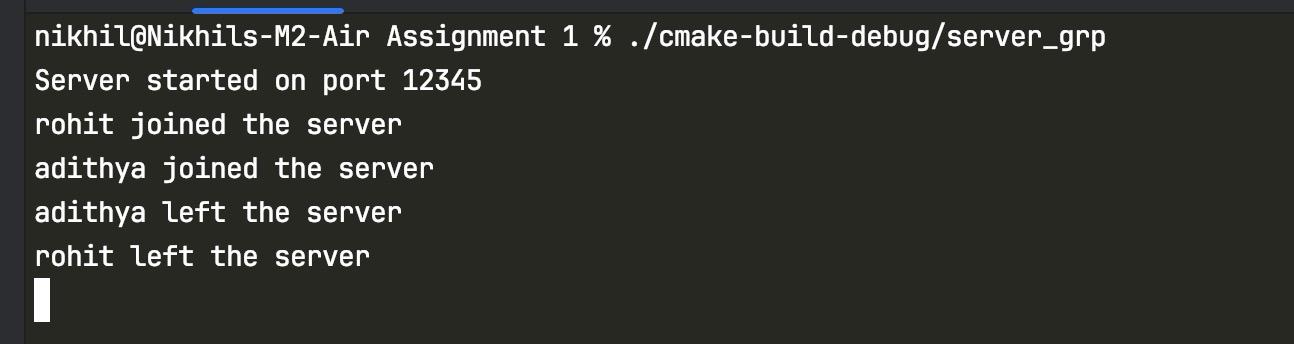 nikhil@Nikhils-M2-Air Assignment 1 % ./cmake-build-debug/server_grp
Server started on port 12345
rohit joined the server
adithya joined the server
adithya left the server
rohit left the server